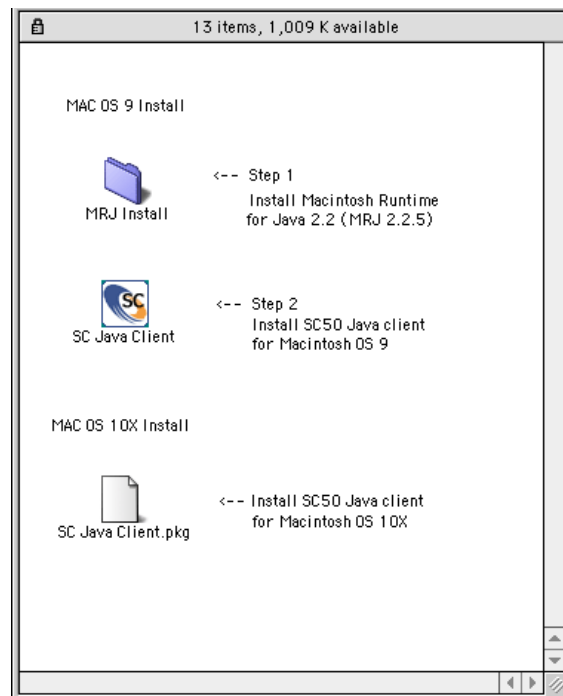 13 items, 1,009 K available
MAC OS 9 Install
<-- Step 1
Install Macintosh Runtime
for Java 2.2 (MRJ 2.2.5)
MRJ Install
SC
<-- Step 2
Install SC50 Java client
for Macintosh OS 9
SC Java Client
MAC OS 10X Install
<-- Install SC50 Java client
for Macintosh OS 10X
SC Java Client.pkg